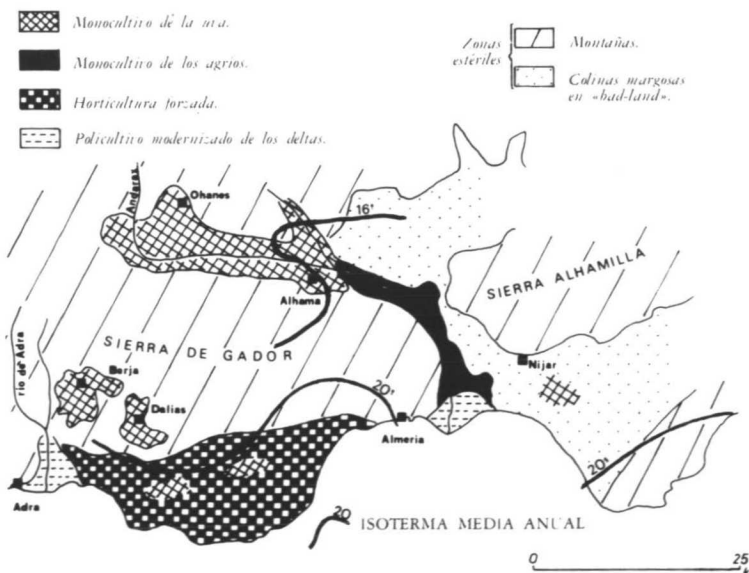 Monocultivo de la uva.
Monocultivo de los agrios.
Horticultura forzada.
Policultivo modernizado de los deltas.
Zonas
estériles
Montañas.
Colinas margosas
en «bad-land».
Andarax
Ohanes
16°
Alhama
SIERRA ALHAMILLA
SIERRA DE GADOR
rio de Adra
Berja
Dalias
20°
Nijar
Almeria
20°
Adra
20
ISOTERMA MEDIA ANUAL
0
25